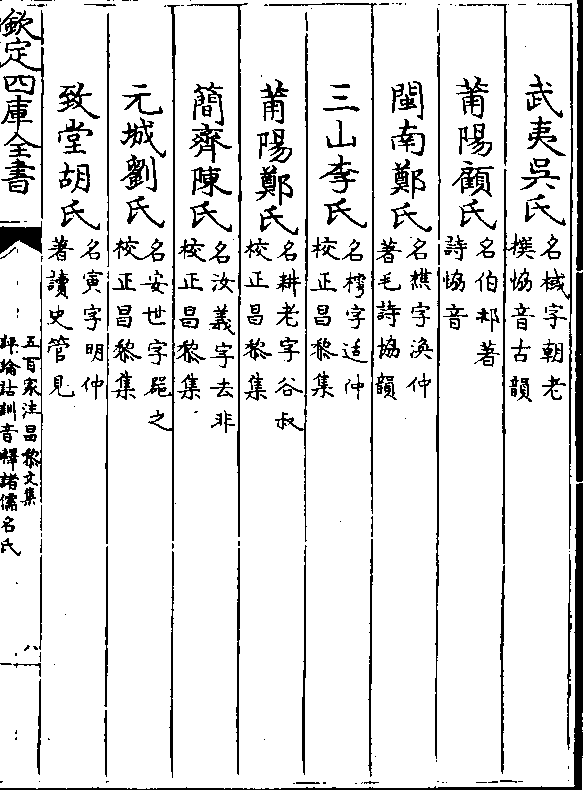 武夷吳氏名棫字朝老撰協音古韻
莆陽顧氏名伯邳著詩協音
閩南鄭氏名樵字渙仲著毛詩協韻
三山李氏名樗字迃仲校正昌黎集
莆陽鄭氏名耕老字谷叔校正昌黎集
簡齊陳氏名汝義字去非校正昌黎集
元城劉氏名安世字器之校正昌黎集
致堂胡氏名寅字明仲著讀史管見
欽定四庫全書
五百家注昌黎文集
評論詁訓音釋諸儒名氏
八